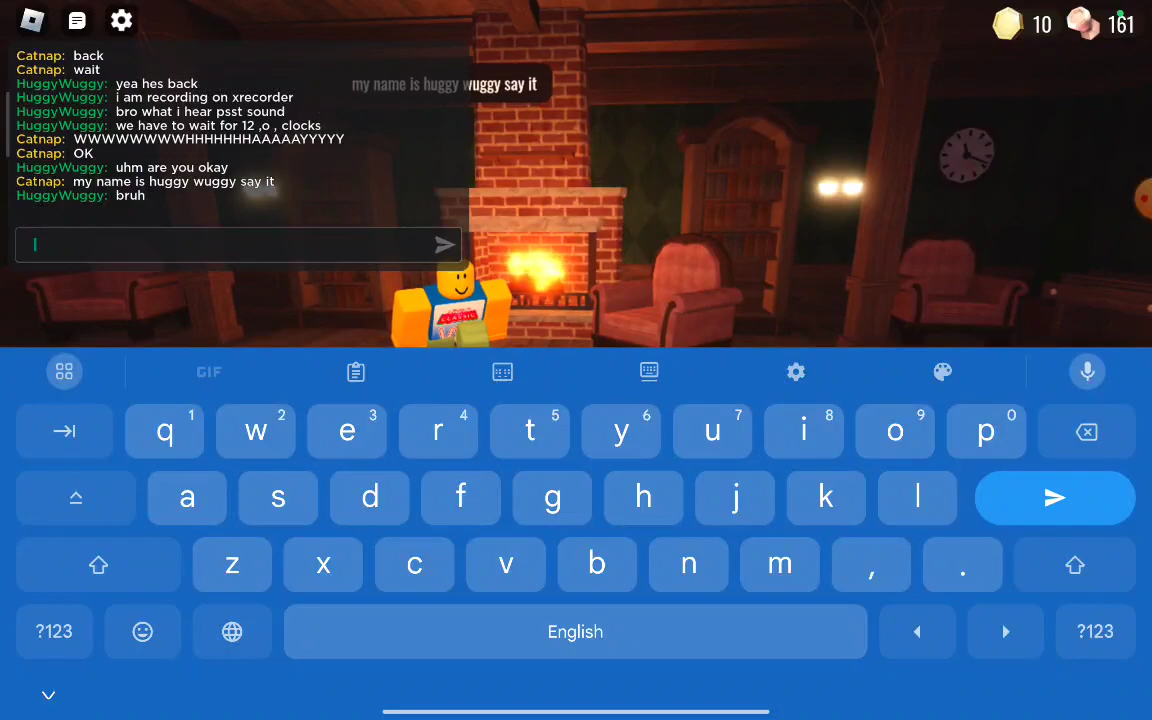 10
161
Catnap: back
Catnap: wait
HuggyWuggy: yea hes back
HuggyWuggy: i am recording on xrecorder
HuggyWuggy: bro what i hear psst sound
HuggyWuggy: we have to wait for 12 ,o , clocks
Catnap: WWWWWWWWWHHHHHHHAAAAAYYYYY
Catnap: OK
HuggyWuggy: uhm are you okay
Catnap: my name is huggy wuggy say it
HuggyWuggy: bruh
my name is huggy wuggy say it
CLASSIC
GIF
q 1 w 2 e 3 r 4 t 5 y 6 u 7 i 8 o 9 p 0
a s d f g h j k l
z x c v b n m , .
?123 English ?123